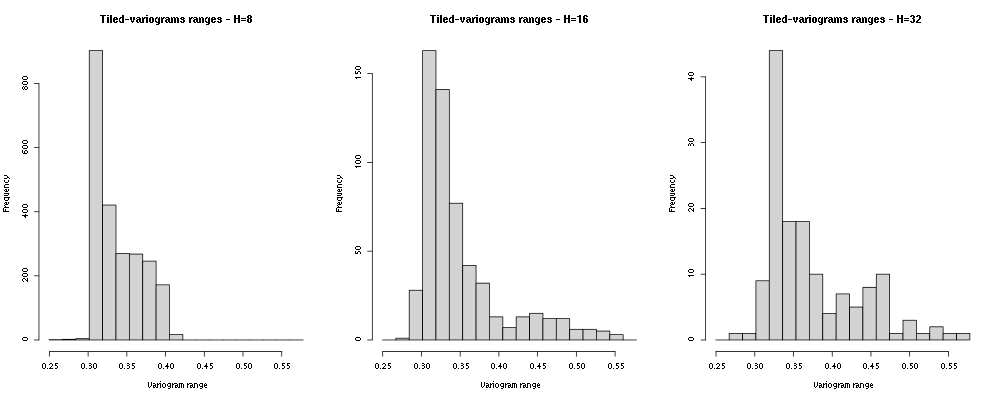 Tiled-variograms ranges - H=8
Frequency
0
200
400
600
800
0.25 0.30 0.35 0.40 0.45 0.50 0.55
Variogram range
Tiled-variograms ranges - H=16
Frequency
0
50
100
150
0.25 0.30 0.35 0.40 0.45 0.50 0.55
Variogram range
Tiled-variograms ranges - H=32
Frequency
0
10
20
30
40
0.25 0.30 0.35 0.40 0.45 0.50 0.55
Variogram range